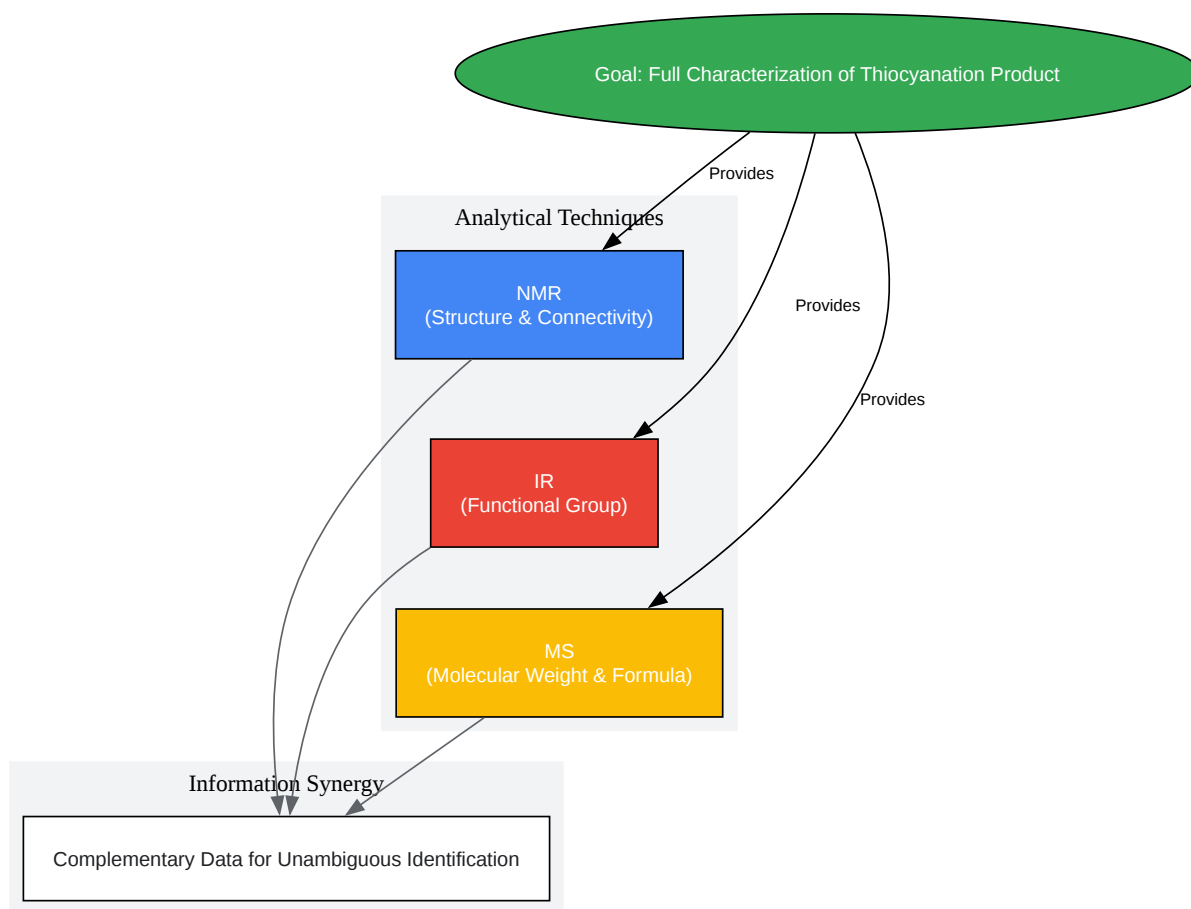 Goal: Full Characterization of Thiocyanation Product
Provides
Analytical Techniques
NMR
(Structure & Connectivity)
Provides
Provides
IR
(Functional Group)
MS
(Molecular Weight & Formula)
Information Synergy
Complementary Data for Unambiguous Identification